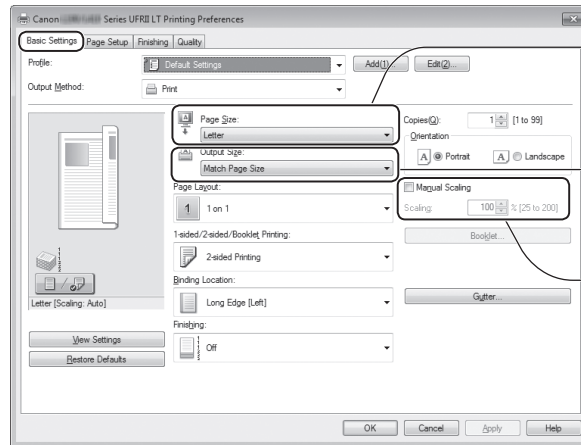 Canon Series UFRII LT Printing Preferences
Basic Settings Page Setup Finishing Quality
Profile: Default Settings Add(1)... Edit(2)...
Output Method: Print
Page Size: Copies(Q): 1 [1 to 99]
Letter Orientation
Output Size: A Portrait A Landscape
Match Page Size
Page Layout: Manual Scaling
1 1 on 1 Scaling: 100 % [25 to 200]
1-sided/2-sided/Booklet Printing: Booklet...
2-sided Printing
Binding Location:
Letter [Scaling: Auto] Long Edge [Left] Gutter...
Finishing:
View Settings Off
Restore Defaults
OK Cancel Apply Help